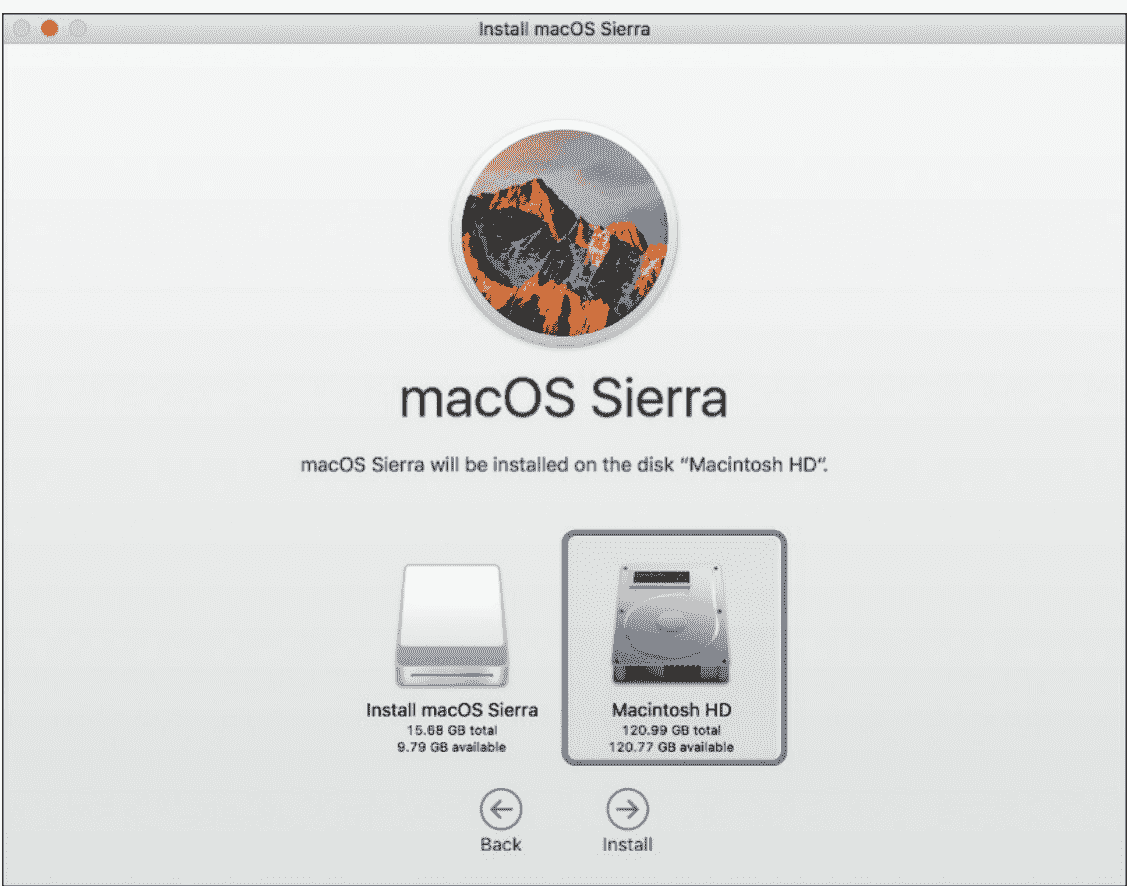 Install macOS Sierra
macOS Sierra
macOS Sierra will be installed on the disk “Macintosh HD“.
Install macOS Sierra
15.68 GB total
9.79 GB available
Macintosh HD
120.99 GB total
120.77 GB available
Back
Install